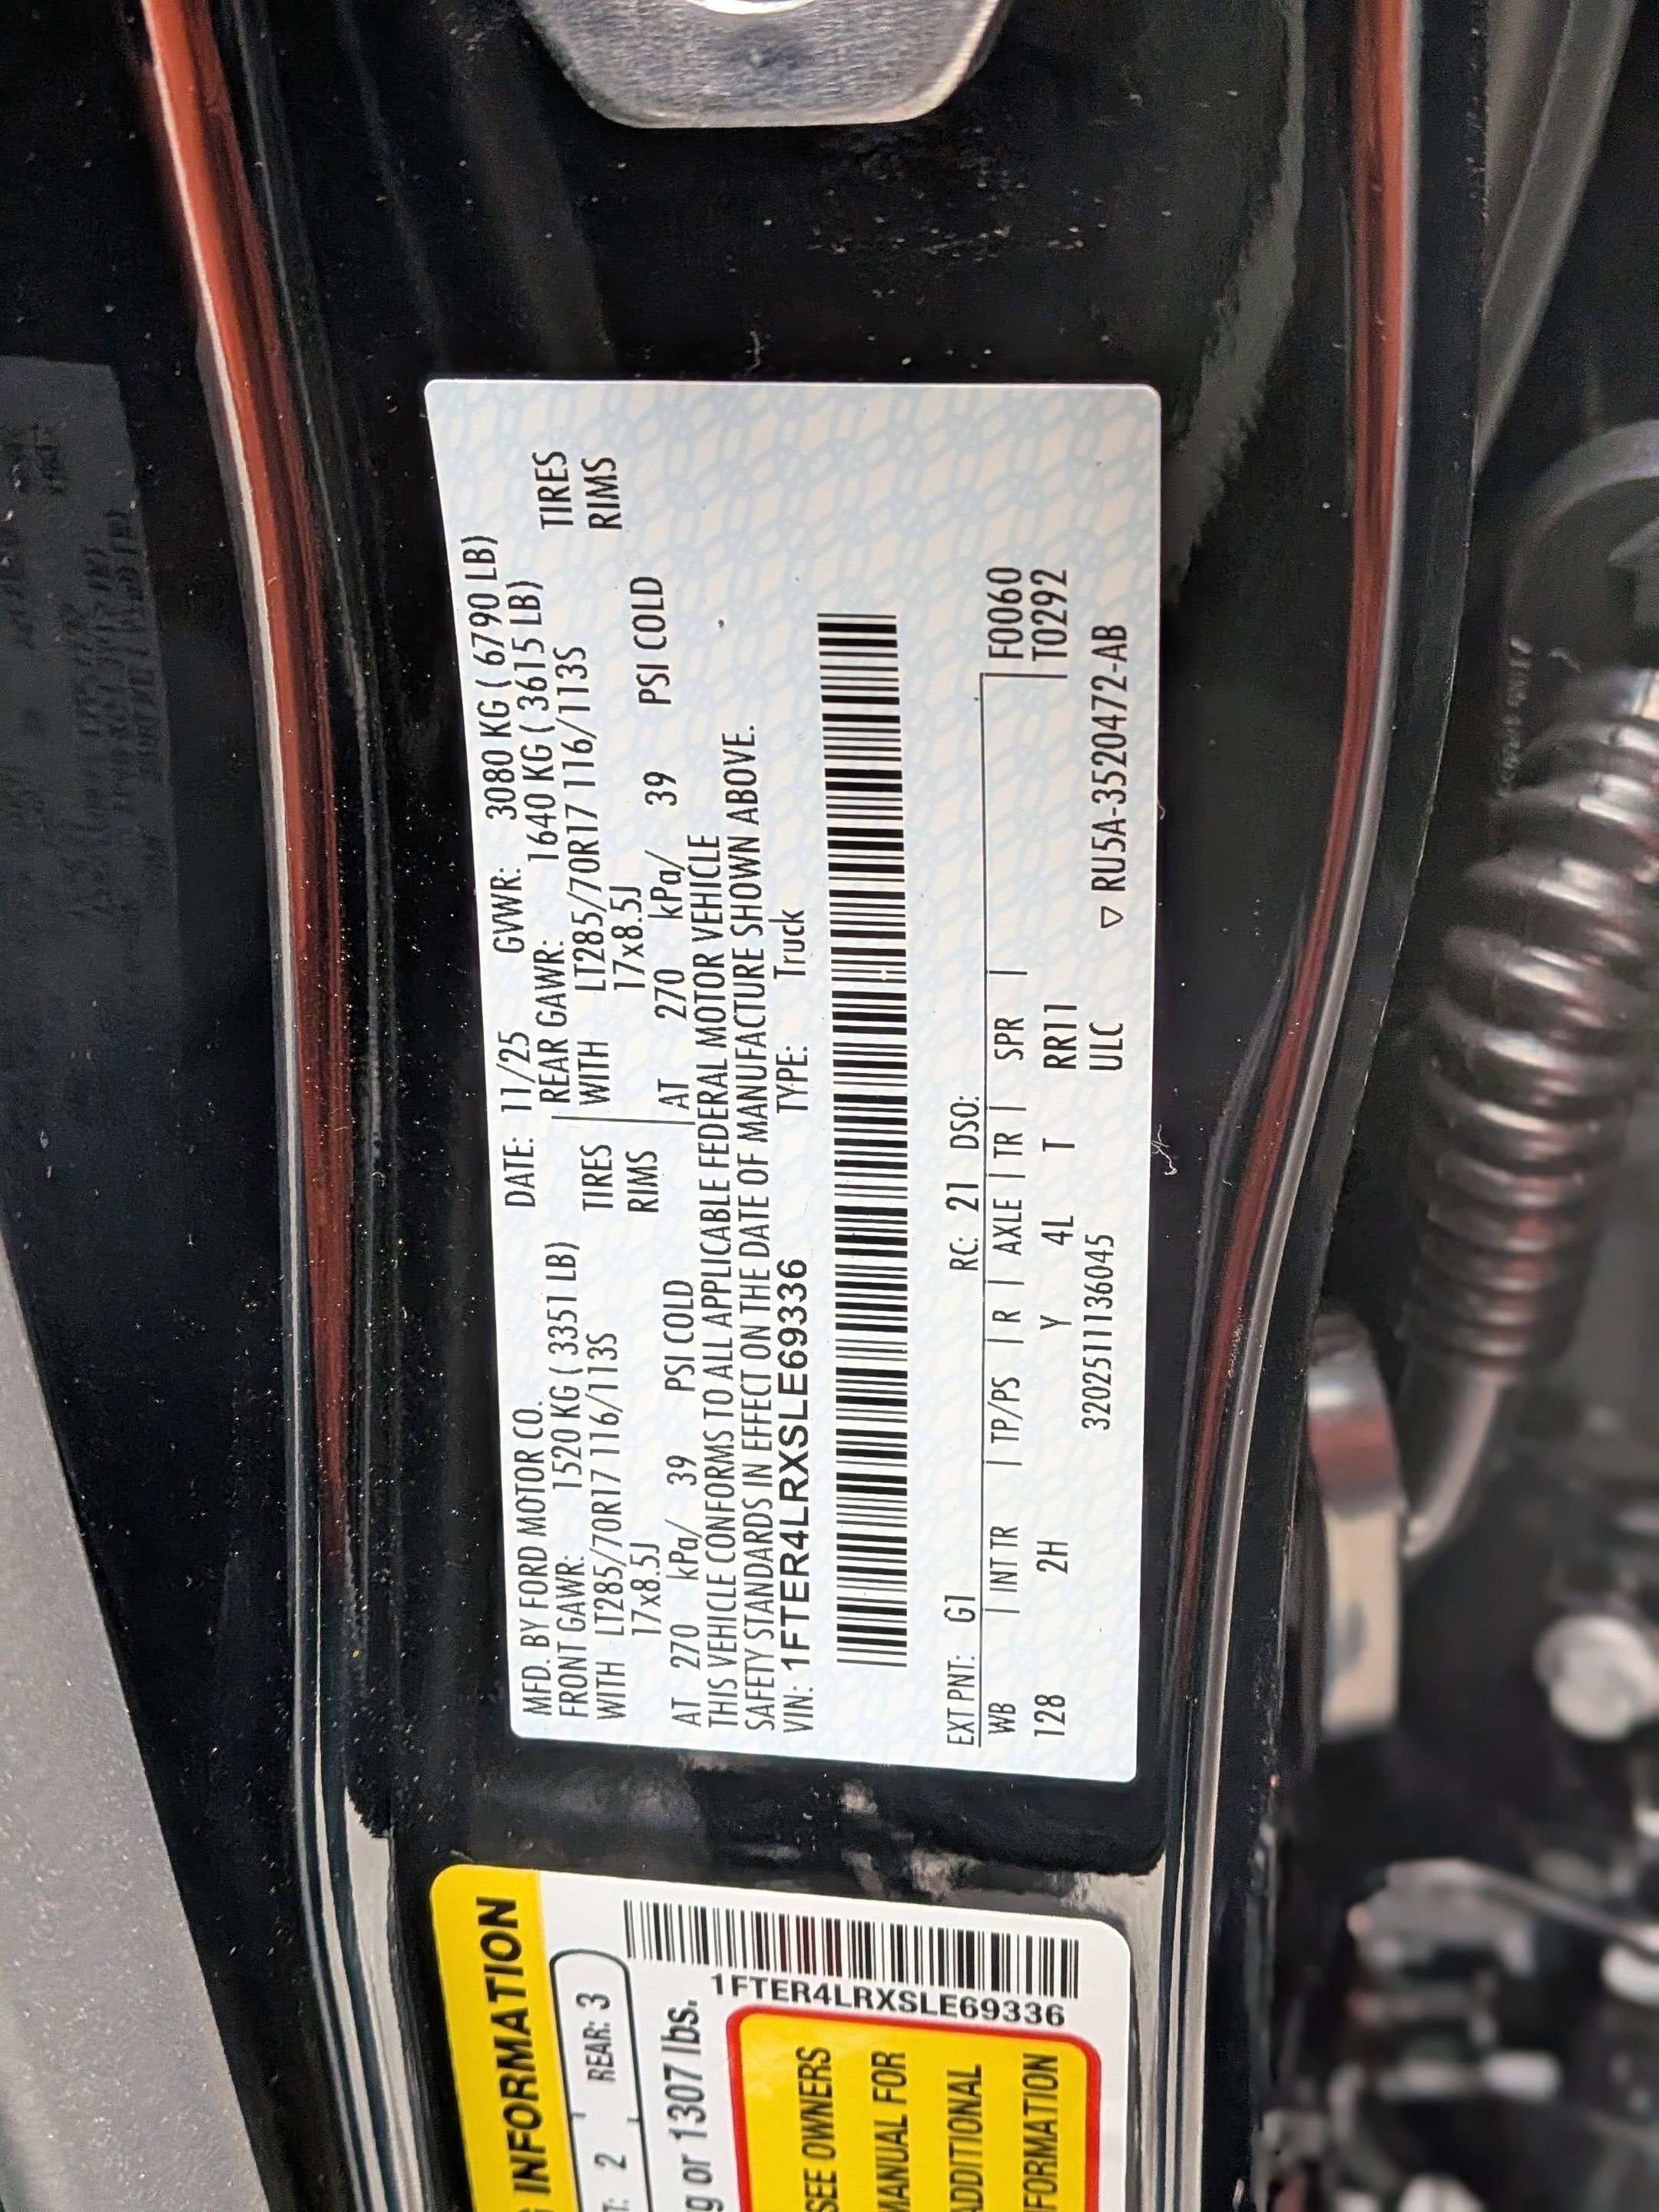 MFD. BY FORD MOTOR CO. DATE: 11/25 GVWR: 3080 KG ( 6790 LB)
FRONT GAWR: 1520 KG ( 3351 LB) REAR GAWR: 1640 KG ( 3615 LB)
WITH LT285/70R17 116/113S TIRES WITH LT285/70R17 116/113S TIRES
17x8.5J RIMS 17x8.5J RIMS
AT 270 kPa/ 39 PSI COLD AT 270 kPa/ 39 PSI COLD
THIS VEHICLE CONFORMS TO ALL APPLICABLE FEDERAL MOTOR VEHICLE
SAFETY STANDARDS IN EFFECT ON THE DATE OF MANUFACTURE SHOWN ABOVE.
VIN: 1FTER4LRXSLE69336 TYPE: Truck
EXT PNT: G1 RC: 21 DSO:
WB | INT TR | TP/PS | R | AXLE | TR | SPR | F0060
128 2H Y 4L T RR11 T0292
3202511136045 ULC ▽ RU5A-3520472-AB
INFORMATION
2 REAR: 3
or 1307 lbs.
1FTER4LRXSLE69336
SEE OWNERS
MANUAL FOR
ADDITIONAL